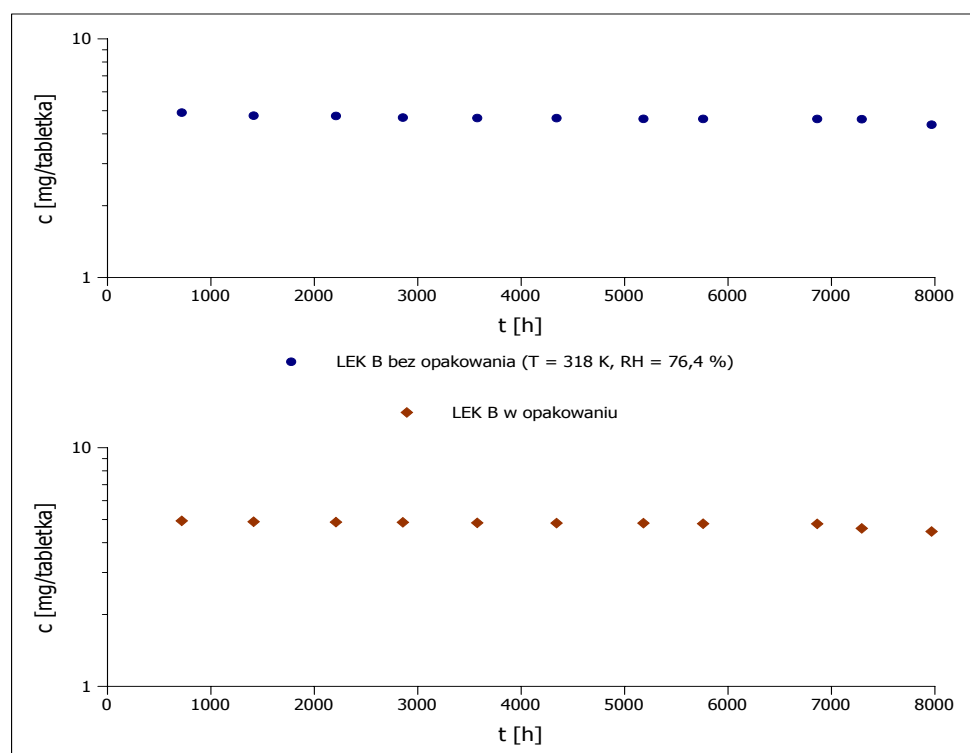 10
c [mg/tabletka]
1
0 1000 2000 3000 4000 5000 6000 7000 8000
t [h]
LEK B bez opakowania (T = 318 K, RH = 76,4 %)
LEK B w opakowaniu
10
c [mg/tabletka]
1
0 1000 2000 3000 4000 5000 6000 7000 8000
t [h]